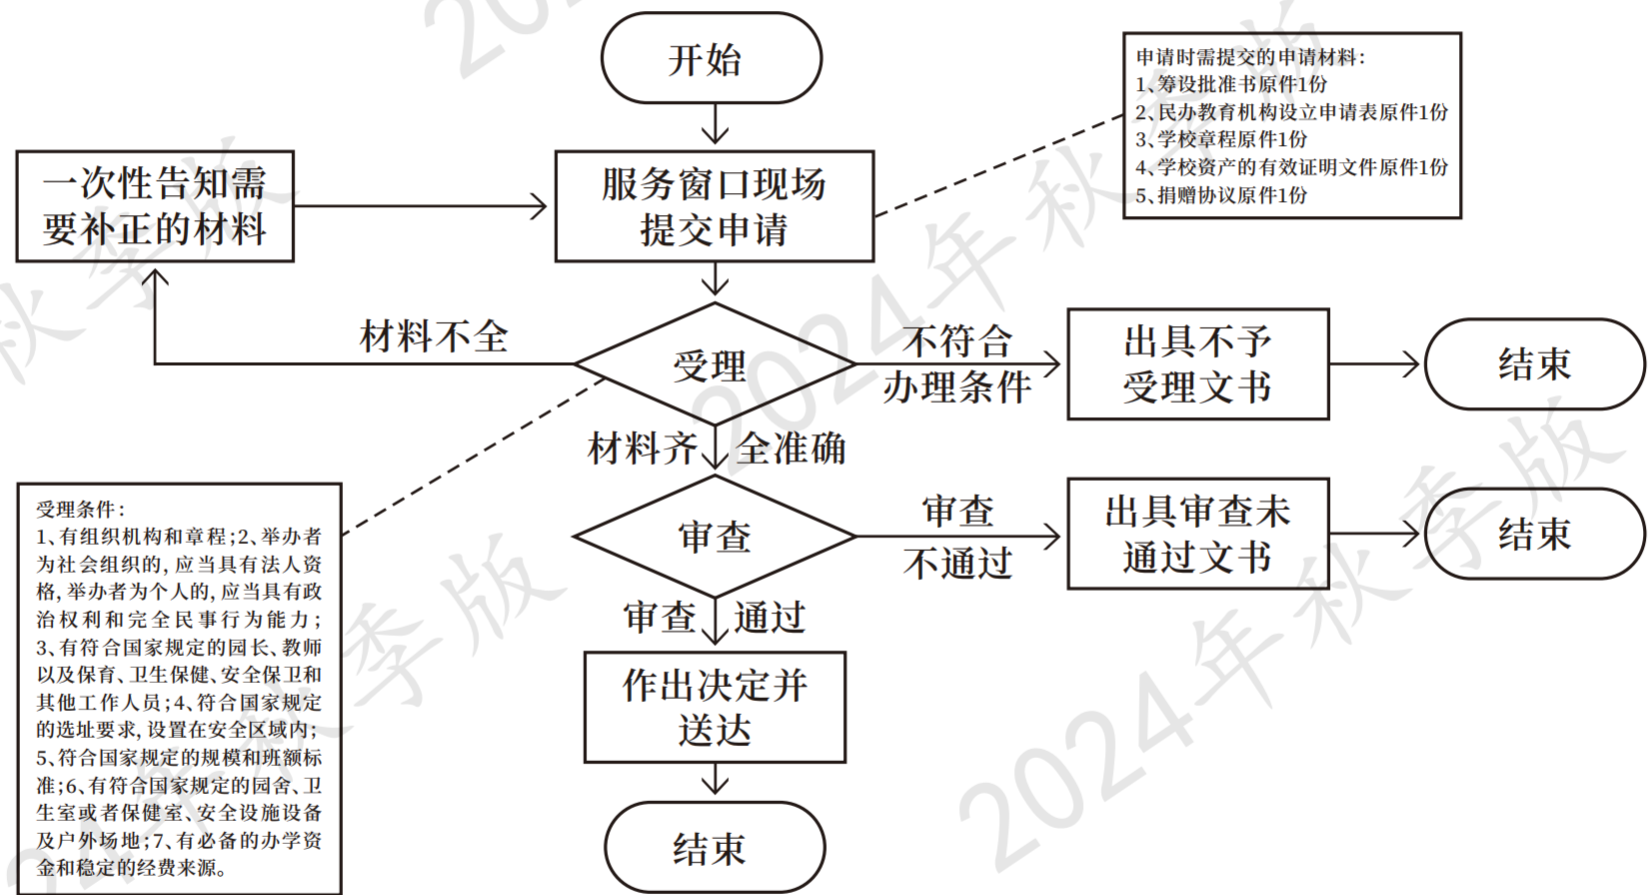 开始
申请时需提交的申请材料：
1、筹设批准书原件1份
2、民办教育机构设立申请表原件1份
3、学校章程原件1份
4、学校资产的有效证明文件原件1份
5、捐赠协议原件1份
一次性告知需
要补正的材料
服务窗口现场
提交申请
材料不全
受理
不符合
办理条件
出具不予
受理文书
结束
材料齐 全准确
审查
审查
不通过
出具审查未
通过文书
结束
受理条件：
1、有组织机构和章程；2、举办者
为社会组织的，应当具有法人资
格，举办者为个人的，应当具有政
治权利和完全民事行为能力；
3、有符合国家规定的园长、教师
以及保育、卫生保健、安全保卫和
其他工作人员；4、符合国家规定
的选址要求，设置在安全区域内；
5、符合国家规定的规模和班额标
准；6、有符合国家规定的园舍、卫
生室或者保健室、安全设施设备
及户外场地；7、有必备的办学资
金和稳定的经费来源。
审查 通过
作出决定并
送达
结束
202
秋季版
2024年秋季版
24年秋季版
2024年秋季版